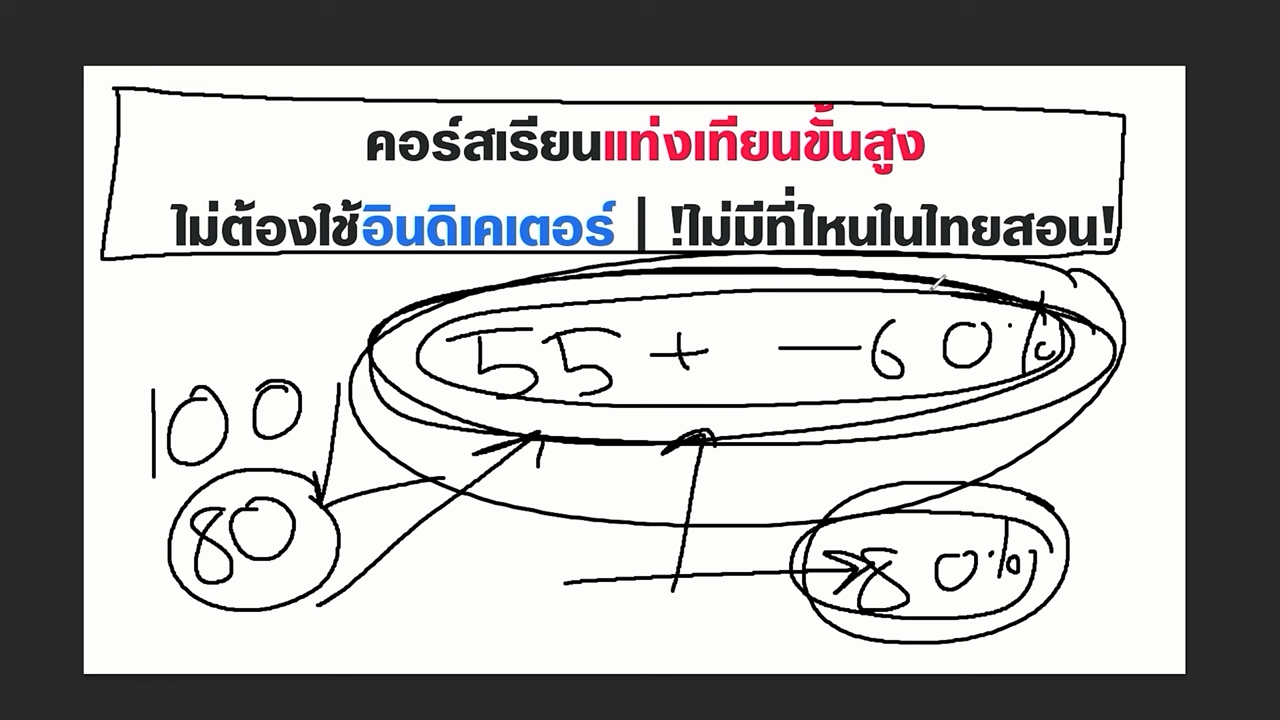 คอร์สเรียนแท่งเทียนขั้นสูง
ไม่ต้องใช้อินดิเคเตอร์ | !ไม่มีที่ไหนในไทยสอน!
55 + — 60%
100
80
80%